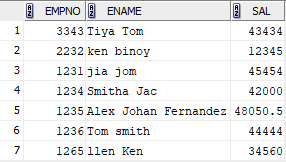 EMPNO ENAME SAL
1 3343 Tiya Tom 43434
2 2232 ken binoy 12345
3 1231 jia jom 45454
4 1234 Smitha Jac 42000
5 1235 Alex Johan Fernandez 48050.5
6 1236 Tom smith 44444
7 1265 llen Ken 34560